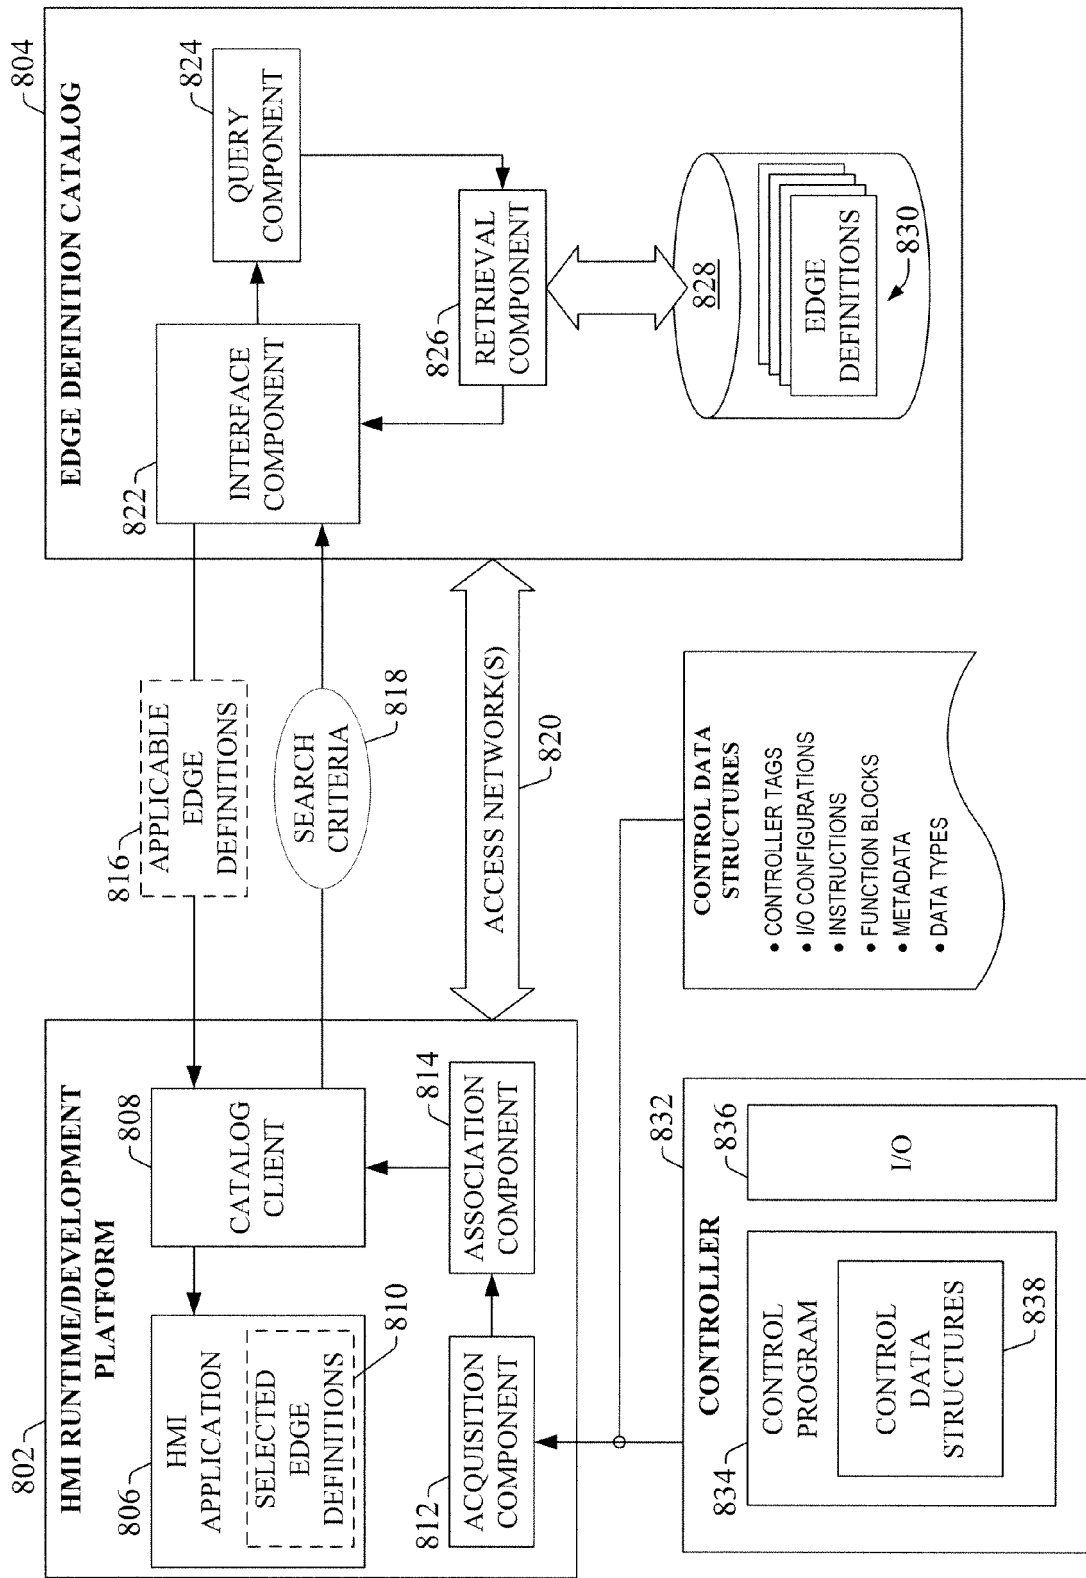 802
HMI RUNTIME/DEVELOPMENT
PLATFORM
806
HMI
APPLICATION
SELECTED
EDGE
DEFINITIONS
810
808
CATALOG
CLIENT
812
ACQUISITION
COMPONENT
814
ASSOCIATION
COMPONENT
816
APPLICABLE
EDGE
DEFINITIONS
SEARCH
CRITERIA
818
ACCESS NETWORK(S)
820
804
EDGE DEFINITION CATALOG
822
INTERFACE
COMPONENT
824
QUERY
COMPONENT
826
RETRIEVAL
COMPONENT
828
EDGE
DEFINITIONS
830
832
CONTROLLER
834
CONTROL
PROGRAM
CONTROL
DATA
STRUCTURES
838
836
I/O
CONTROL DATA
STRUCTURES
• CONTROLLER TAGS
• I/O CONFIGURATIONS
• INSTRUCTIONS
• FUNCTION BLOCKS
• METADATA
• DATA TYPES